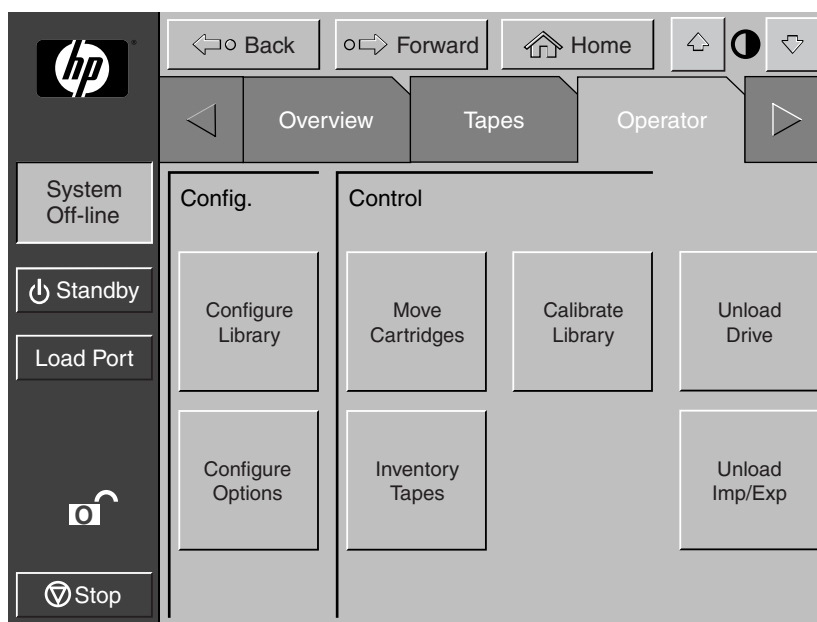 hp
Back
Forward
Home
Overview
Tapes
Operator
System
Off-line
Standby
Load Port
O
Stop
Config.
Control
Configure
Library
Move
Cartridges
Calibrate
Library
Unload
Drive
Configure
Options
Inventory
Tapes
Unload
Imp/Exp